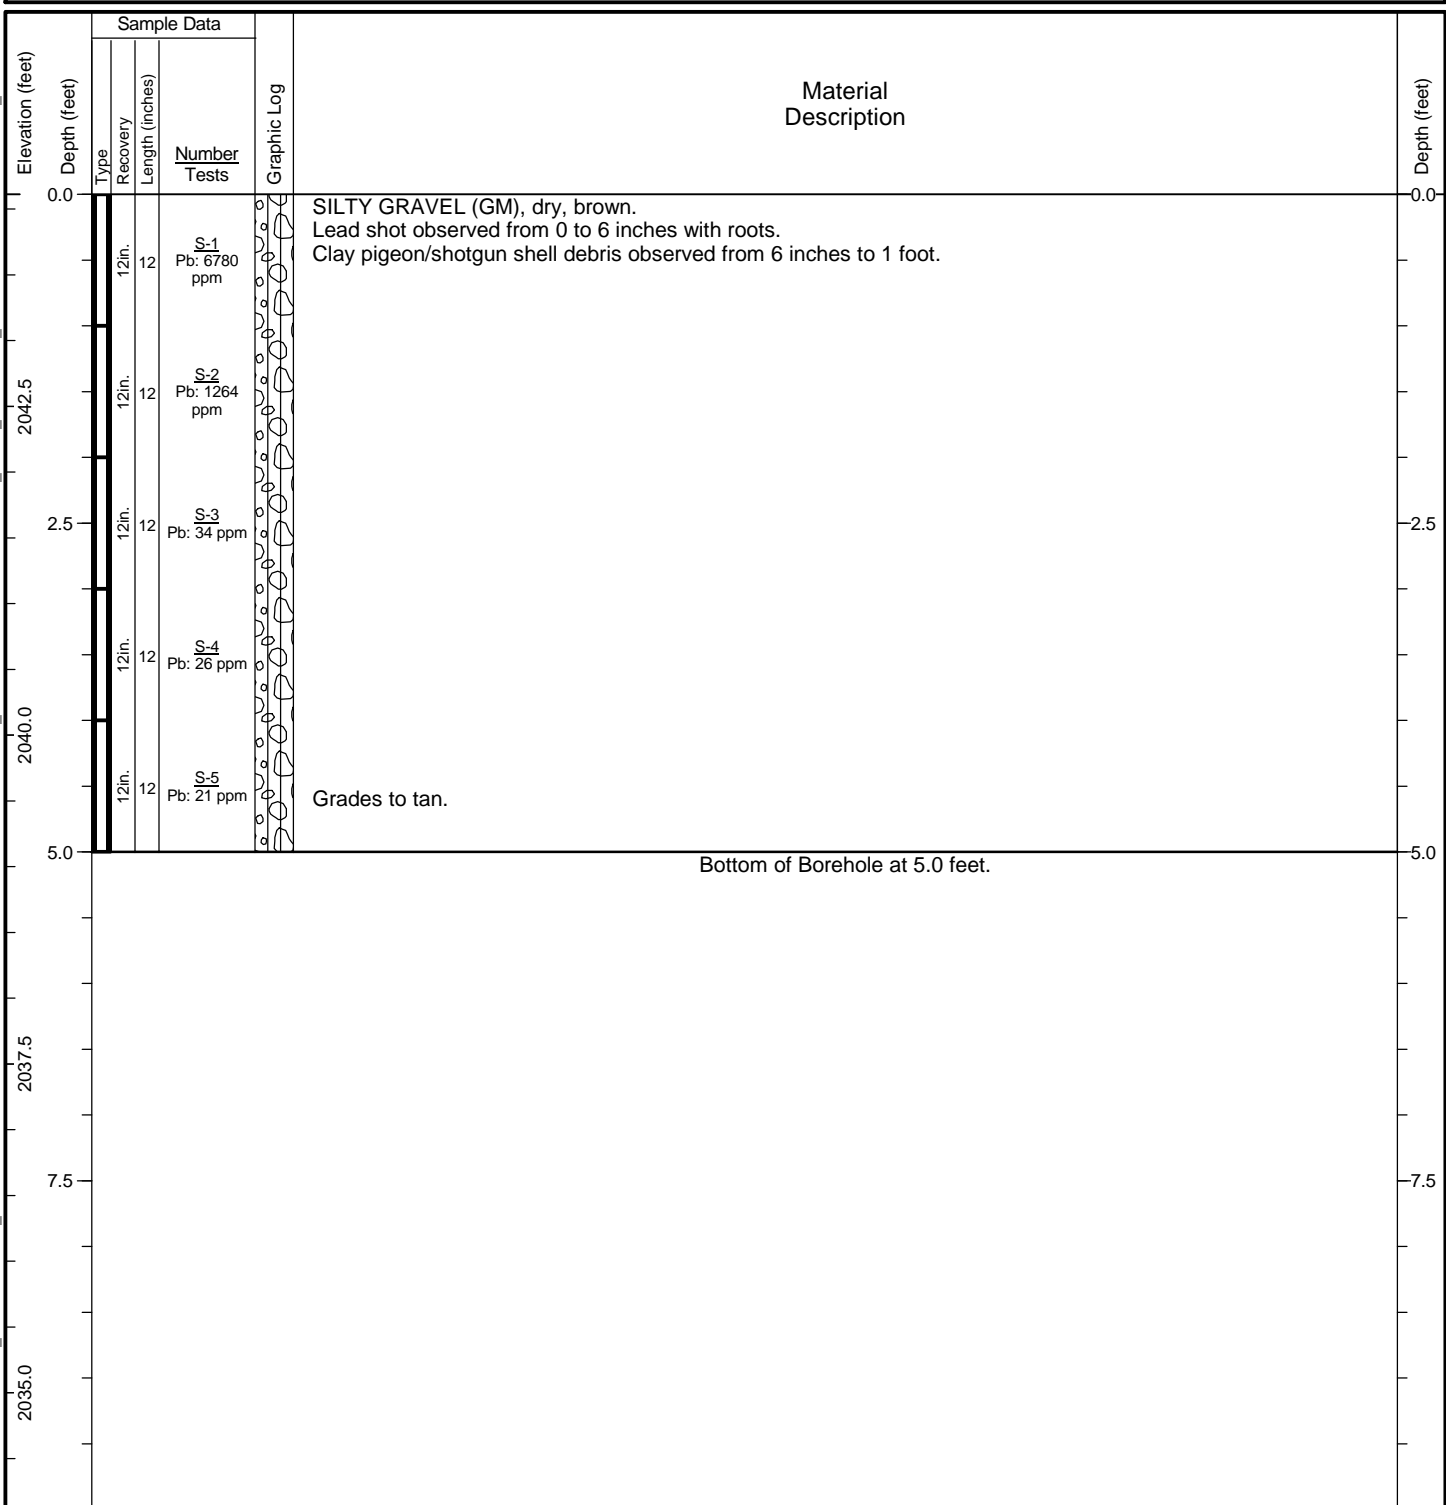 Sample Data
Elevation (feet)
Depth (feet)
Type
Recovery
Length (inches)
Number
Tests
Graphic Log
Material
Description
Depth (feet)
0.0
0.0
SILTY GRAVEL (GM), dry, brown.
Lead shot observed from 0 to 6 inches with roots.
Clay pigeon/shotgun shell debris observed from 6 inches to 1 foot.
12in.
12
S-1
Pb: 6780
ppm
2042.5
12in.
12
S-2
Pb: 1264
ppm
2.5
12in.
12
S-3
Pb: 34 ppm
2.5
12in.
12
S-4
Pb: 26 ppm
2040.0
12in.
12
S-5
Pb: 21 ppm
Grades to tan.
5.0
5.0
Bottom of Borehole at 5.0 feet.
2037.5
7.5
7.5
2035.0